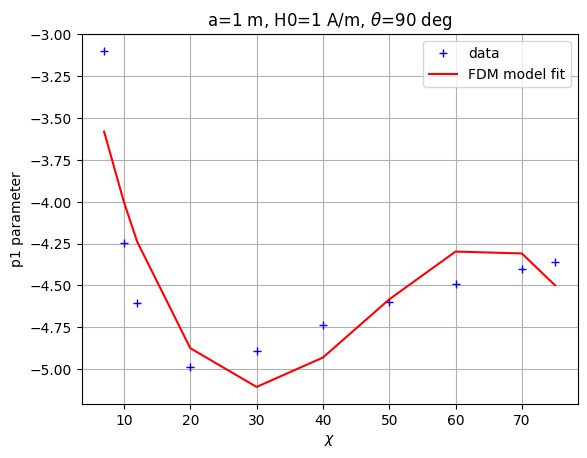 a=1 m, H0=1 A/m, θ=90 deg
data
FDM model fit
p1 parameter
-3.00
-3.25
-3.50
-3.75
-4.00
-4.25
-4.50
-4.75
-5.00
10 20 30 40 50 60 70
χ